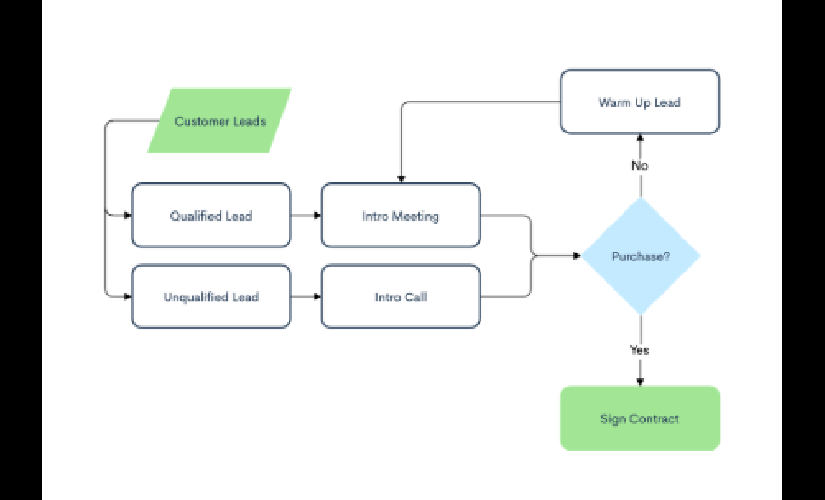 Customer Leads
Warm Up Lead
No
Qualified Lead
Intro Meeting
Purchase?
Unqualified Lead
Intro Call
Yes
Sign Contract